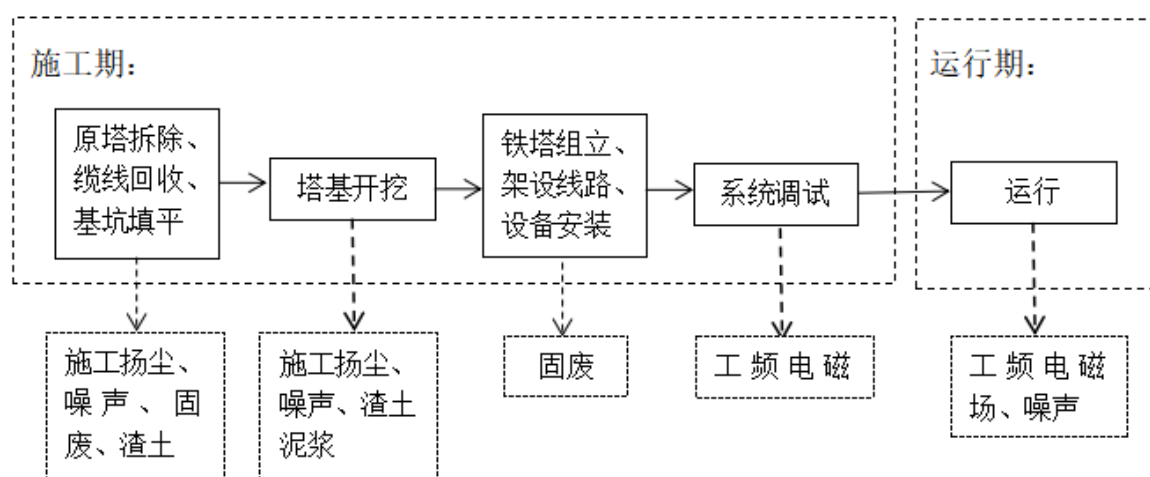 施工期：
运行期：
原塔拆除、
缆线回收、
基坑填平
塔基开挖
铁塔组立、
架设线路、
设备安装
系统调试
运行
施工扬尘、
噪声、固
废、渣土
施工扬尘、
噪声、渣土
泥浆
固废
工频电磁
工频电磁
场、噪声